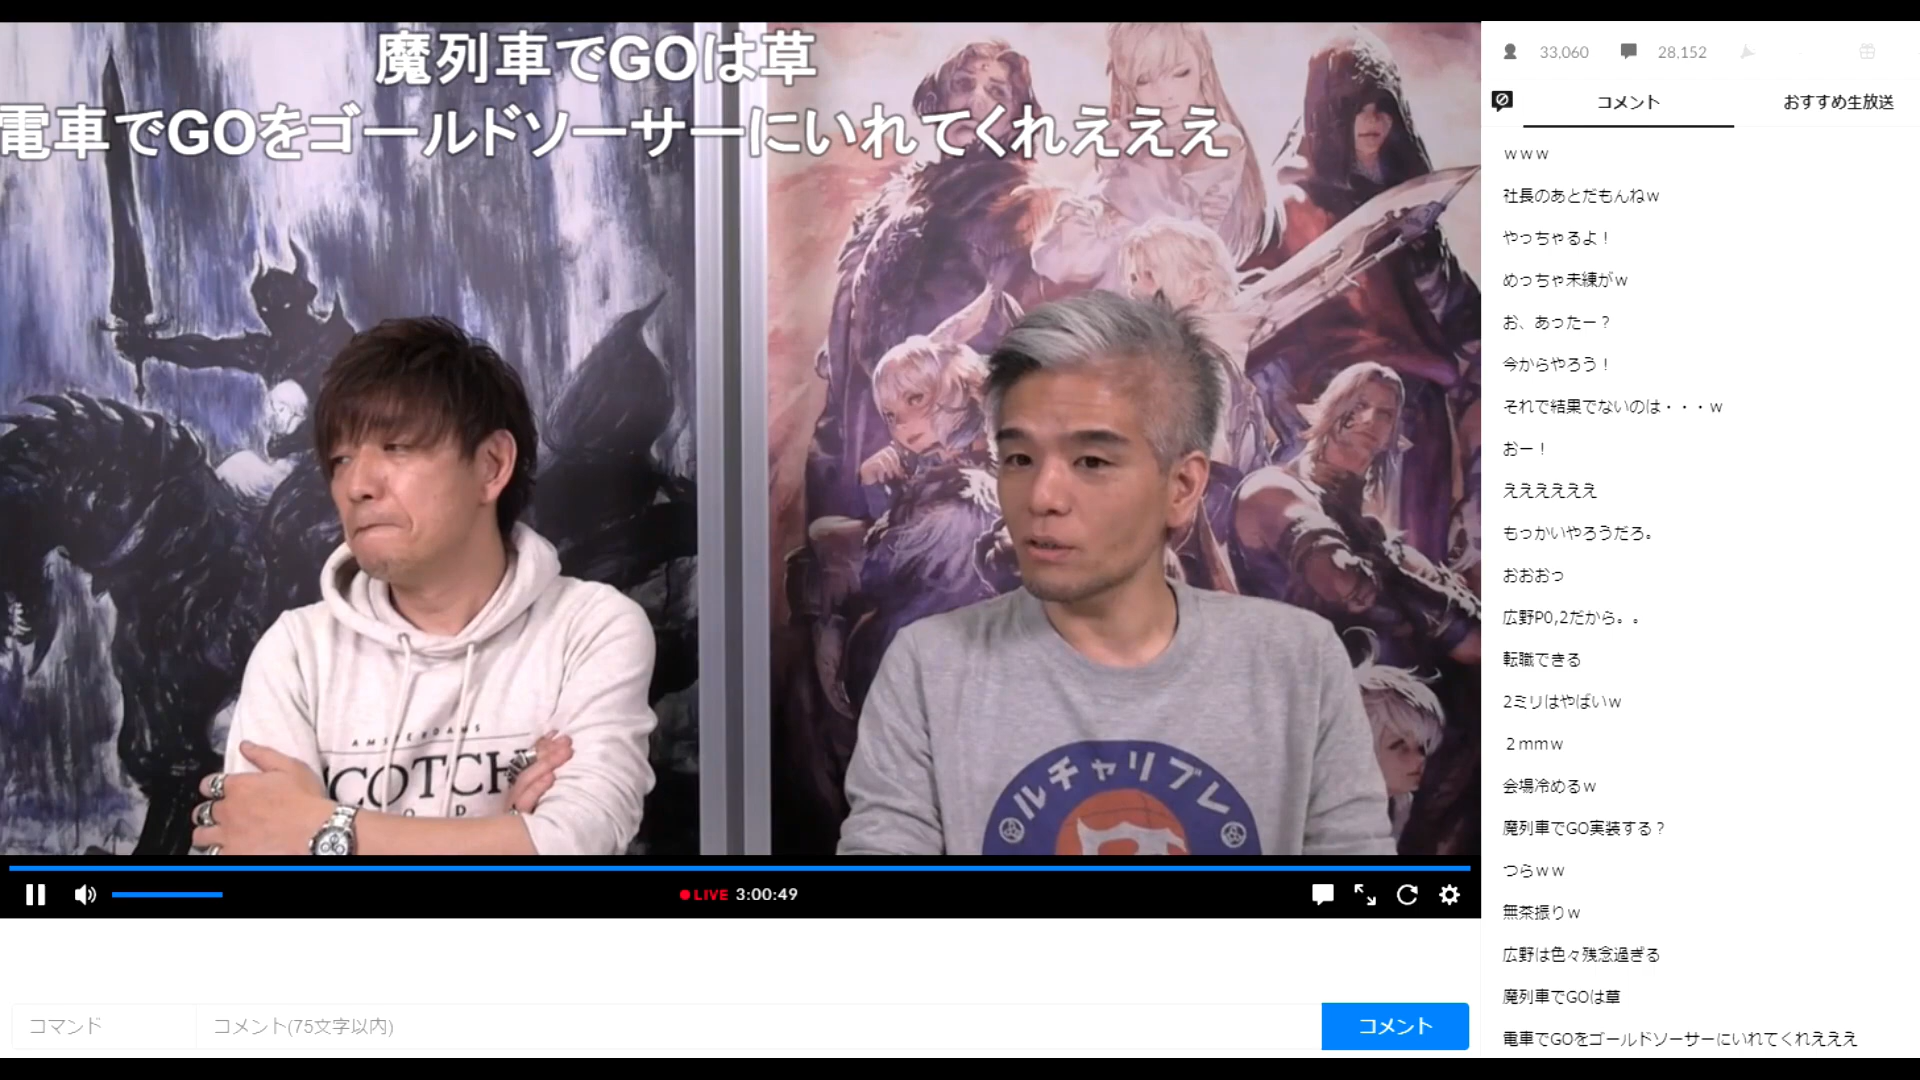 魔列車でGOは草
電車でGOをゴールドソーサーにいれてくれえええ
AMSTERDAMS
SCOTCH
ルチャリブレ
LIVE 3:00:49
コマンド
コメント(75文字以内)
コメント
33,060
28,152
コメント
おすすめ生放送
ｗｗｗ
社長のあとだもんねｗ
やっちゃるよ！
めっちゃ未練がｗ
お、あったー？
今からやろう！
それで結果でないのは・・・ｗ
おー！
ええええええ
もっかいやろうだろ。
おおおっ
広野P0,2だから。。
転職できる
2ミリはやばいｗ
２ｍｍｗ
会場冷めるｗ
魔列車でGO実装する？
つらｗｗ
無茶振りｗ
広野は色々残念過ぎる
魔列車でGOは草
電車でGOをゴールドソーサーにいれてくれえええ